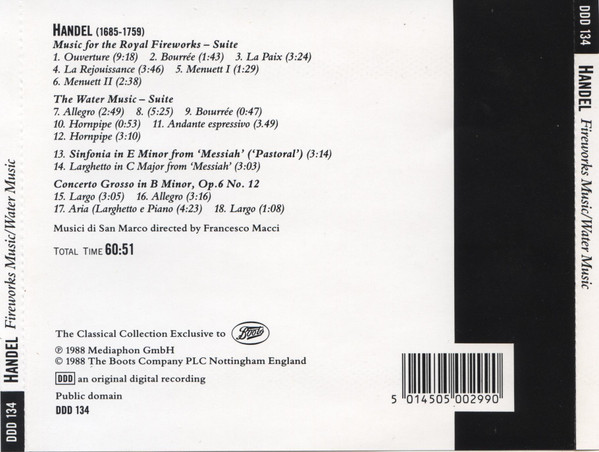 HANDEL (1685-1759)
Music for the Royal Fireworks – Suite
1. Ouverture (9:18) 2. Bourrée (1:43) 3. La Paix (3:24)
4. La Rejouissance (3:46) 5. Menuett I (1:29)
6. Menuett II (2:38)
The Water Music – Suite
7. Allegro (2:49) 8. (5:25) 9. Bourrée (0:47)
10. Hornpipe (0:53) 11. Andante espressivo (3.49)
12. Hornpipe (3:10)
13. Sinfonia in E Minor from ‘Messiah’ (‘Pastoral’) (3:14)
14. Larghetto in C Major from ‘Messiah’ (3:03)
Concerto Grosso in B Minor, Op.6 No. 12
15. Largo (3:05) 16. Allegro (3:16)
17. Aria (Larghetto e Piano (4:23) 18. Largo (1:08)
Musici di San Marco directed by Francesco Macci
TOTAL TIME 60:51
The Classical Collection Exclusive to Boots
℗ 1988 Mediaphon GmbH
© 1988 The Boots Company PLC Nottingham England
DDD an original digital recording
Public domain
DDD 134
5 014505 002990
DDD 134 HANDEL Fireworks Music/Water Music
DDD 134 HANDEL Fireworks Music/Water Music